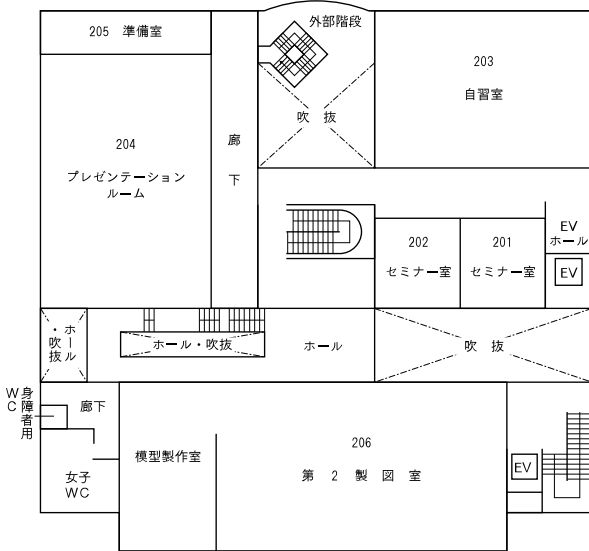 205 準備室
外部階段
203
自習室
吹 抜
204
プレゼンテーション
ルーム
廊下
202
セミナー室
201
セミナー室
EV
ホール
EV
ホール・吹抜
ホール・吹抜
ホール
吹 抜
身障者用
WC
廊下
女子
WC
模型製作室
206
第 2 製 図 室
EV